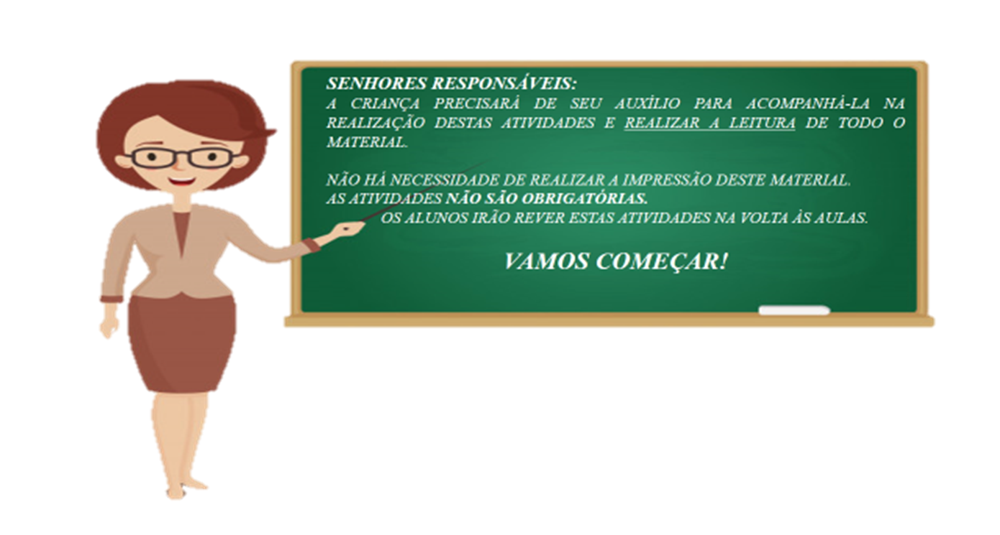 SENHORES RESPONSÁVEIS:
A CRIANÇA PRECISARÁ DE SEU AUXÍLIO PARA ACOMPANHÁ-LA NA
REALIZAÇÃO DESTAS ATIVIDADES E REALIZAR A LEITURA DE TODO O
MATERIAL.
NÃO HÁ NECESSIDADE DE REALIZAR A IMPRESSÃO DESTE MATERIAL.
AS ATIVIDADES NÃO SÃO OBRIGATÓRIAS.
OS ALUNOS IRÃO REVER ESTAS ATIVIDADES NA VOLTA ÀS AULAS.
VAMOS COMEÇAR!